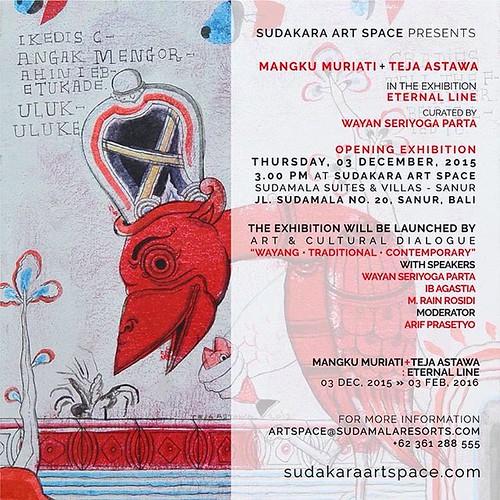 IKEDIS C-
ANGAK MENGOR-
AHINIEB-
ETUKADE.
ULUK-
ULUKE
SUDAKARA ART SPACE PRESENTS
MANGKU MURIATI + TEJA ASTAWA
IN THE EXHIBITION
ETERNAL LINE
CURATED BY
WAYAN SERIYOGA PARTA
OPENING EXHIBITION
THURSDAY, 03 DECEMBER, 2015
3.00 PM AT SUDAKARA ART SPACE
SUDAMALA SUITES & VILLAS - SANUR
JL. SUDAMALA NO. 20, SANUR, BALI
THE EXHIBITION WILL BE LAUNCHED BY
ART & CULTURAL DIALOGUE
"WAYANG • TRADITIONAL • CONTEMPORARY"
WITH SPEAKERS
WAYAN SERIYOGA PARTA
IB AGASTIA
M. RAIN ROSIDI
MODERATOR
ARIF PRASETYO
MANGKU MURIATI+TEJA ASTAWA
: ETERNAL LINE
03 DEC, 2015 >> 03 FEB, 2016
FOR MORE INFORMATION
ARTSPACE@SUDAMALARESORTS.COM
+62 361 288 555
sudakaraartspace.com